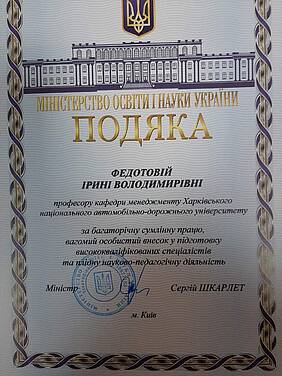 МІНІСТЕРСТВО ОСВІТИ І НАУКИ УКРАЇНИ
ПОДЯКА
ФЕДОТОВІЙ
ІРИНІ ВОЛОДИМИРІВНІ
професору кафедри менеджменту Харківського
національного автомобільно-дорожнього університету
за багаторічну сумлінну працю,
вагомий особистий внесок у підготовку
висококваліфікованих спеціалістів
та плідну науково-педагогічну діяльність
Міністр Сергій ШКАРЛЕТ
м. Київ